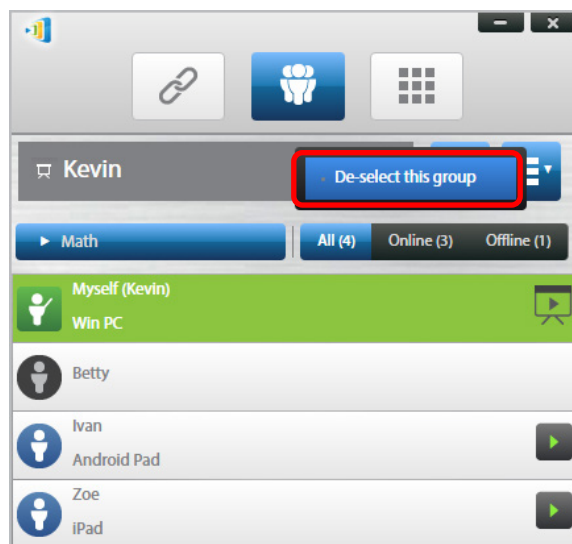 Kevin
De-select this group
Math
All (4) Online (3) Offline (1)
Myself (Kevin)
Win PC
Betty
Ivan
Android Pad
Zoe
iPad